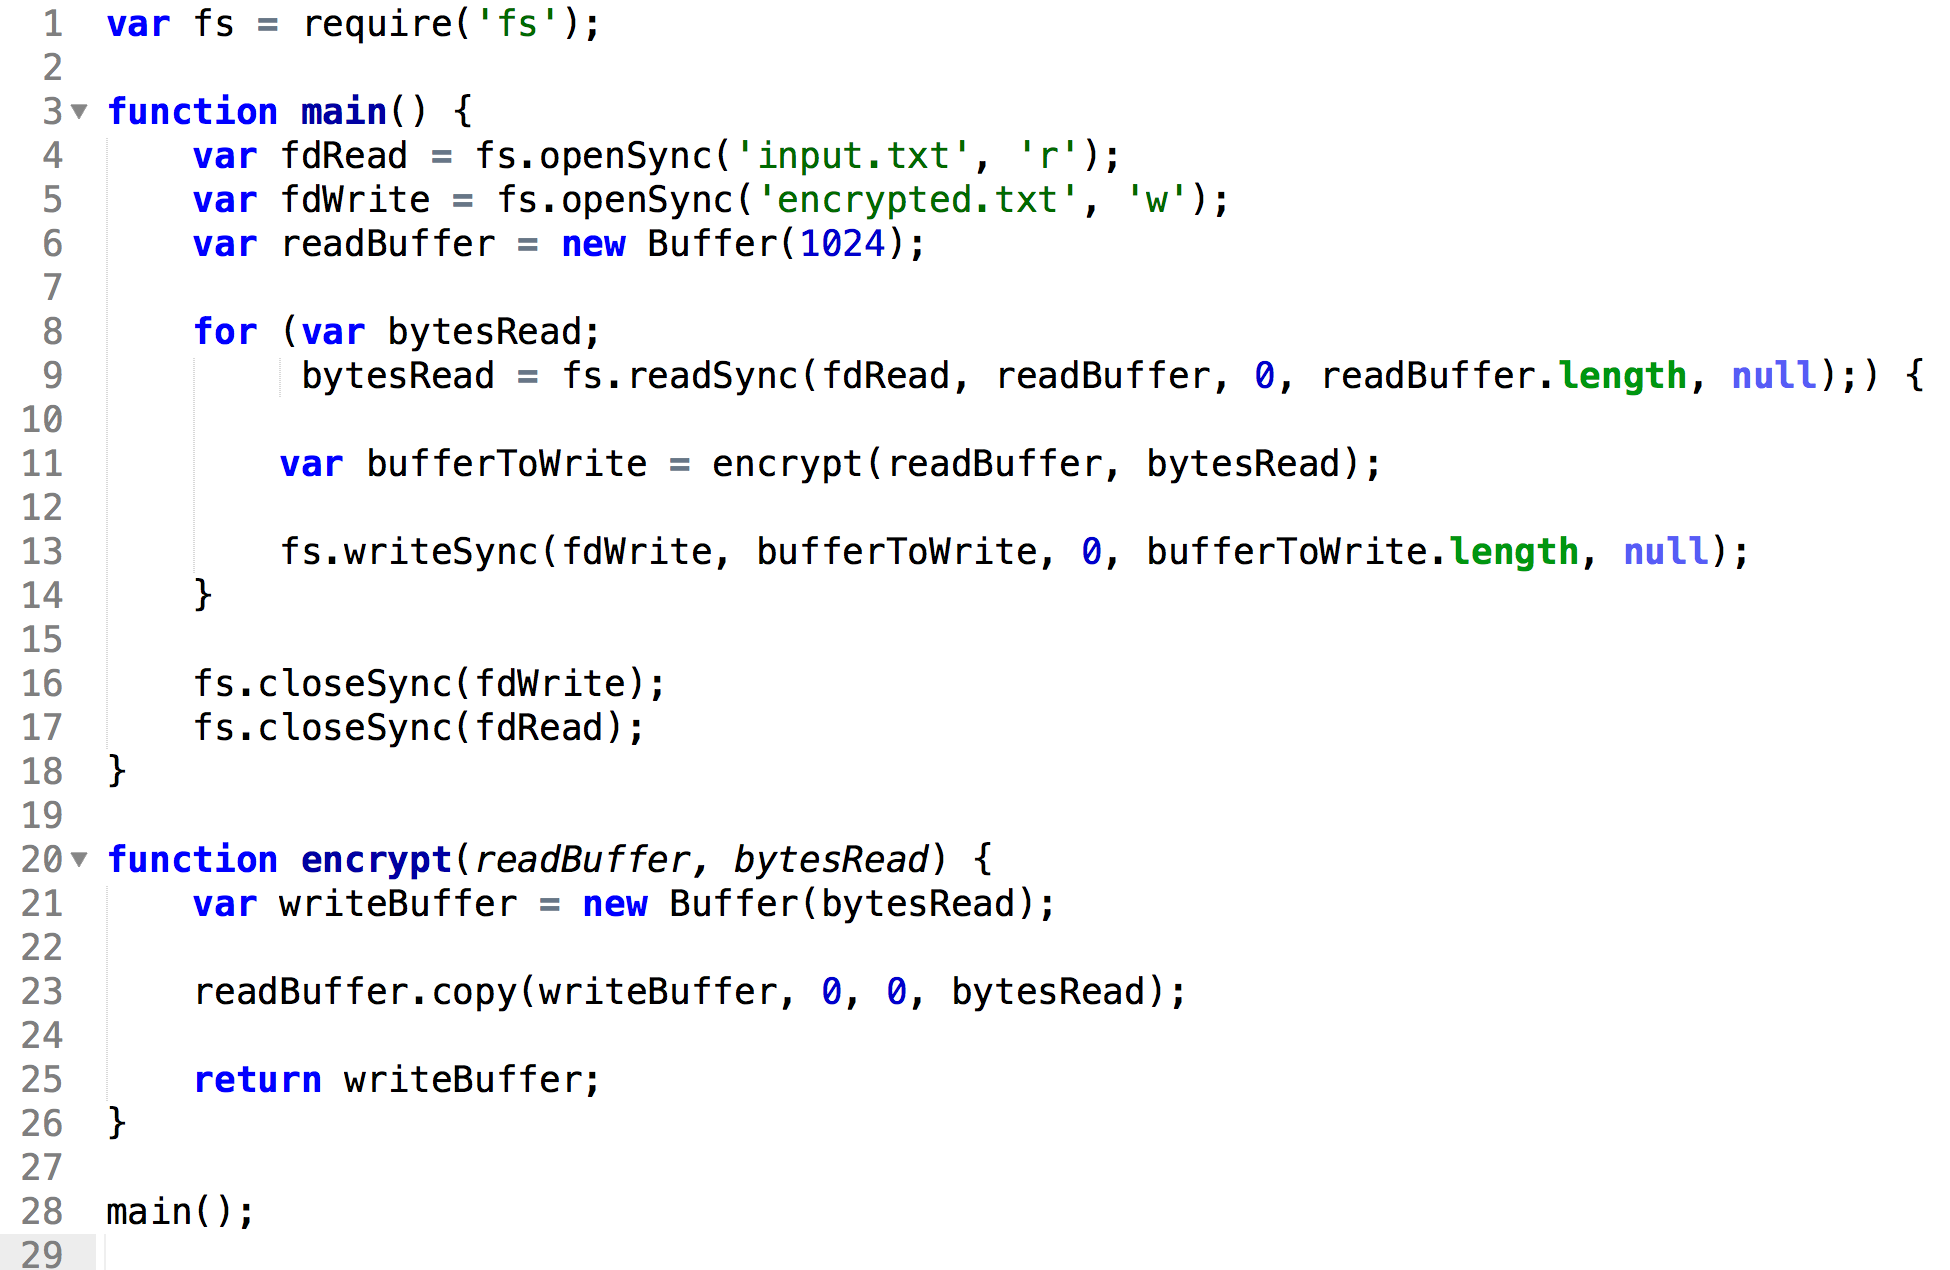 1 var fs = require('fs');
2
3 function main() {
4     var fdRead = fs.openSync('input.txt', 'r');
5     var fdWrite = fs.openSync('encrypted.txt', 'w');
6     var readBuffer = new Buffer(1024);
7
8     for (var bytesRead;
9          bytesRead = fs.readSync(fdRead, readBuffer, 0, readBuffer.length, null);) {
10
11         var bufferToWrite = encrypt(readBuffer, bytesRead);
12
13         fs.writeSync(fdWrite, bufferToWrite, 0, bufferToWrite.length, null);
14     }
15
16     fs.closeSync(fdWrite);
17     fs.closeSync(fdRead);
18 }
19
20 function encrypt(readBuffer, bytesRead) {
21     var writeBuffer = new Buffer(bytesRead);
22
23     readBuffer.copy(writeBuffer, 0, 0, bytesRead);
24
25     return writeBuffer;
26 }
27
28 main();
29